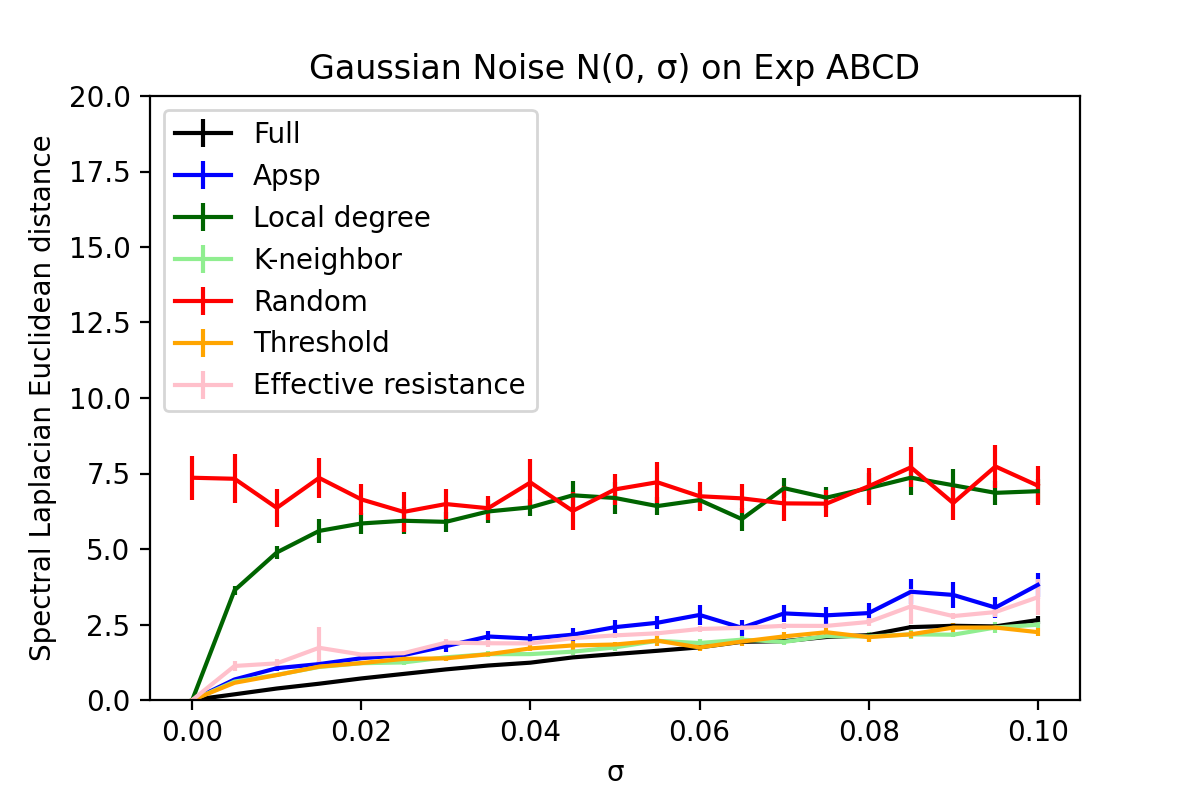 Gaussian Noise N(0, σ) on Exp ABCD
Spectral Laplacian Euclidean distance
20.0
17.5
15.0
12.5
10.0
7.5
5.0
2.5
0.0
Full
Apsp
Local degree
K-neighbor
Random
Threshold
Effective resistance
0.00
0.02
0.04
0.06
0.08
0.10
σ